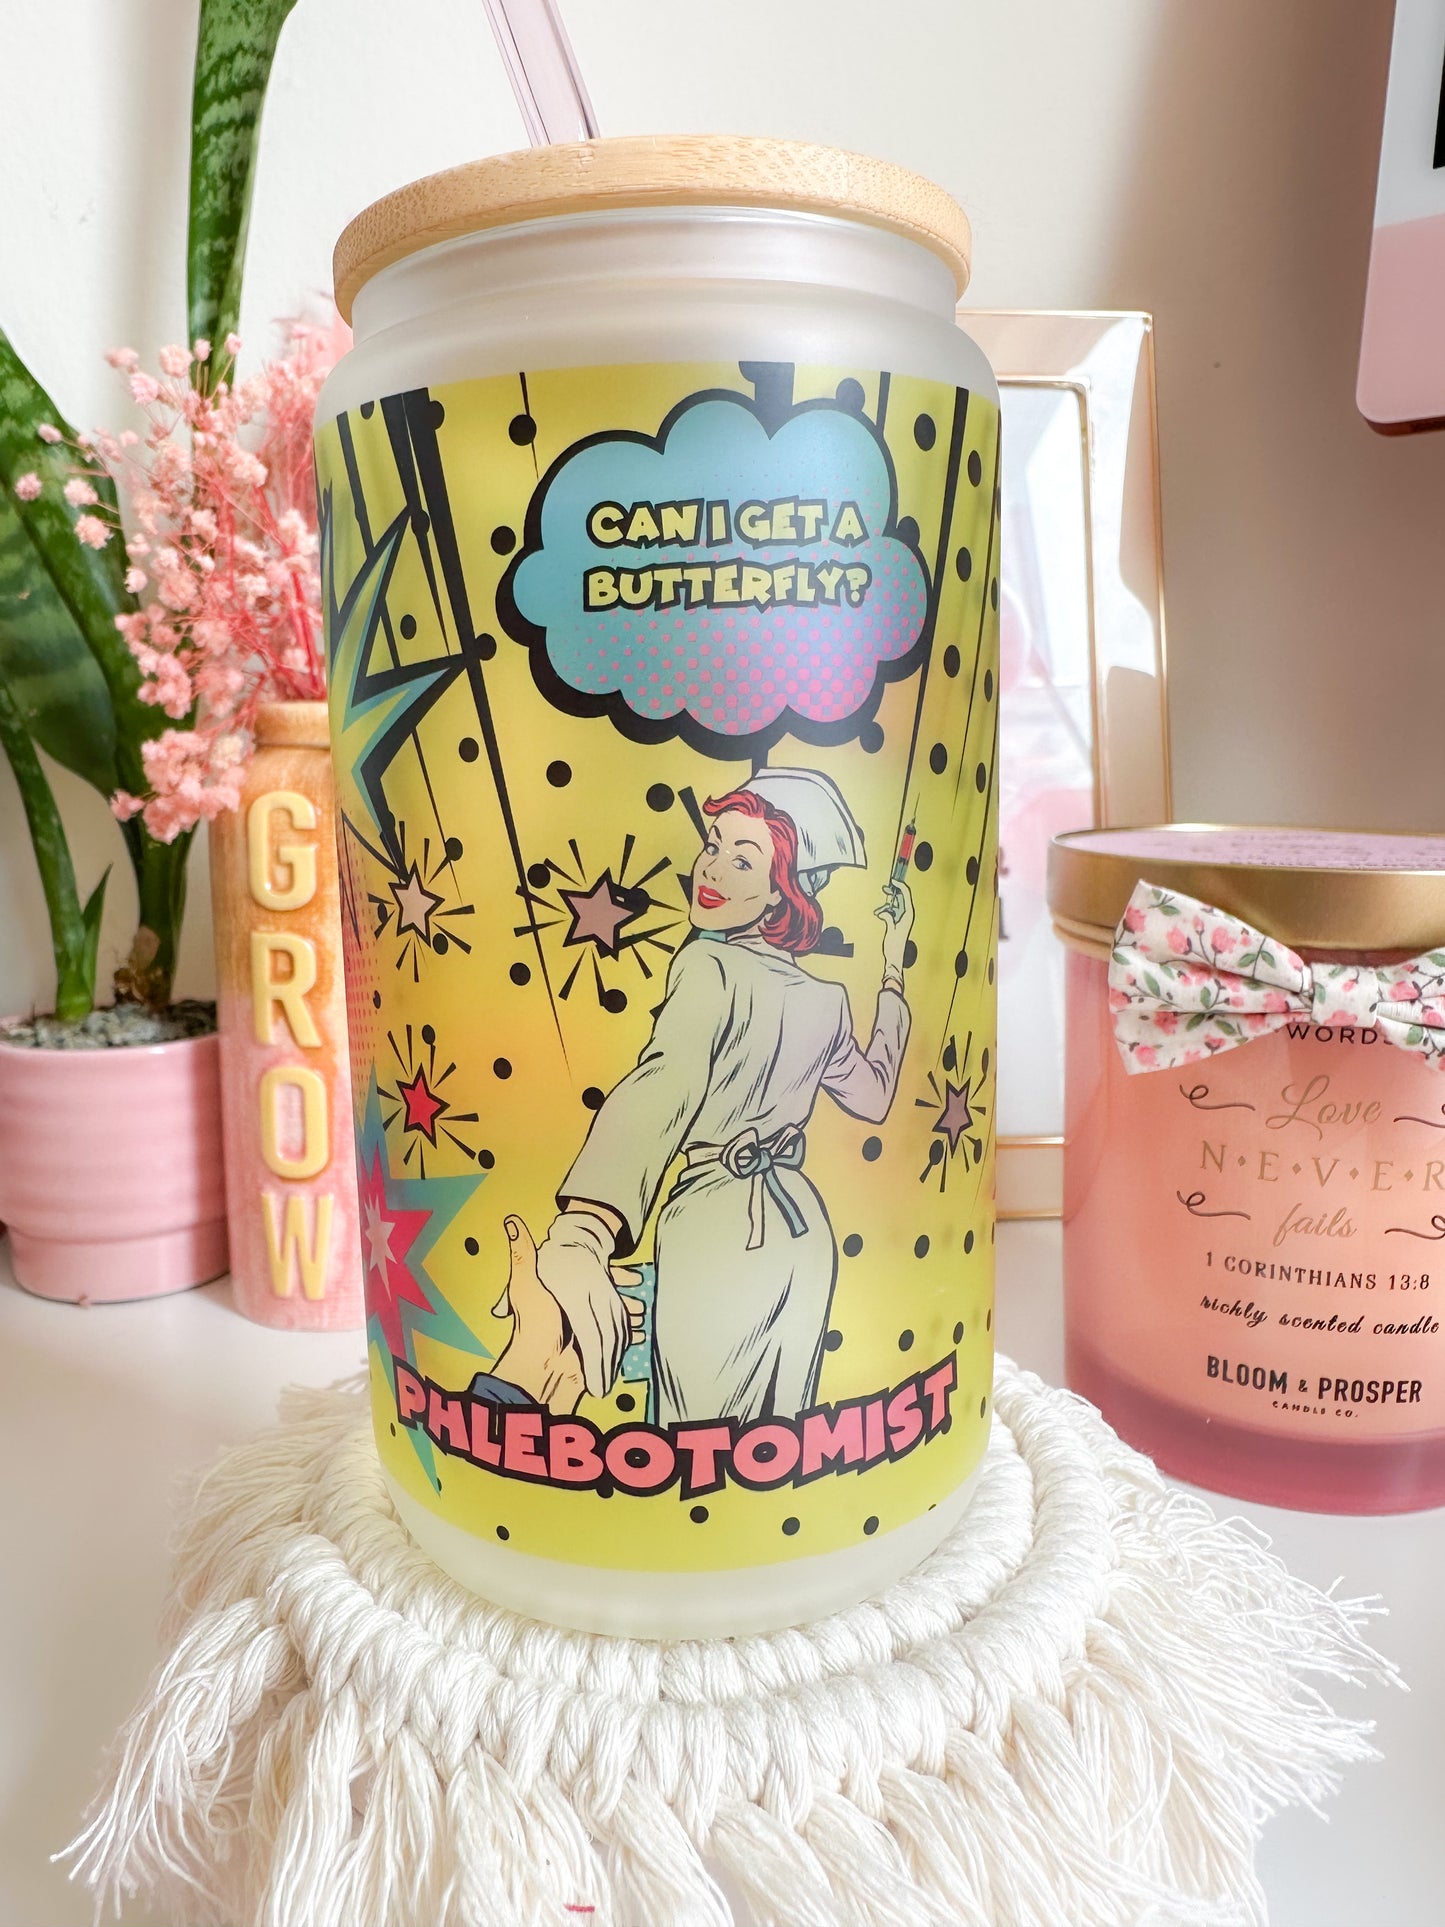 CAN I GET A
BUTTERFLY?
PHLEBOTOMIST
GROW
WORDS
Love
N•E•V•E•R
fails
1 CORINTHIANS 13:8
richly scented candle
BLOOM & PROSPER
CANDLE CO.